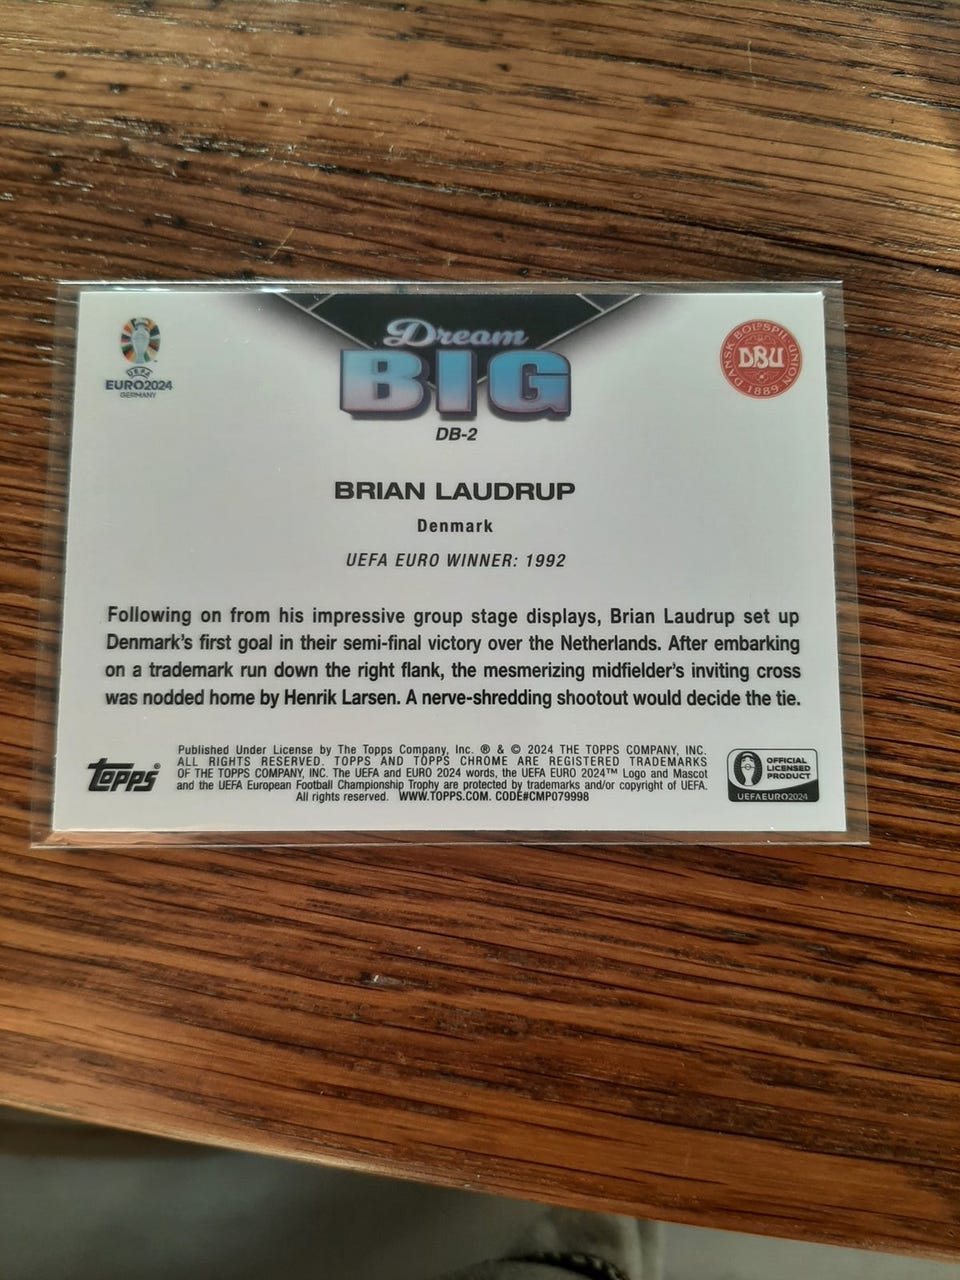 Dream
BIG
DB-2
UEFA
EURO2024
GERMANY
DANSK BOLDSPIL UNION
DBU
1889
BRIAN LAUDRUP
Denmark
UEFA EURO WINNER: 1992
Following on from his impressive group stage displays, Brian Laudrup set up
Denmark's first goal in their semi-final victory over the Netherlands. After embarking
on a trademark run down the right flank, the mesmerizing midfielder's inviting cross
was nodded home by Henrik Larsen. A nerve-shredding shootout would decide the tie.
Topps®
Published Under License by The Topps Company, Inc. ® & © 2024 THE TOPPS COMPANY, INC.
ALL RIGHTS RESERVED. TOPPS AND TOPPS CHROME ARE REGISTERED TRADEMARKS
OF THE TOPPS COMPANY, INC. The UEFA and EURO 2024 words, the UEFA EURO 2024™ Logo and Mascot
and the UEFA European Football Championship Trophy are protected by trademarks and/or copyright of UEFA.
All rights reserved. WWW.TOPPS.COM. CODE#CMP079998
OFFICIAL
LICENSED
PRODUCT
UEFAEURO2024